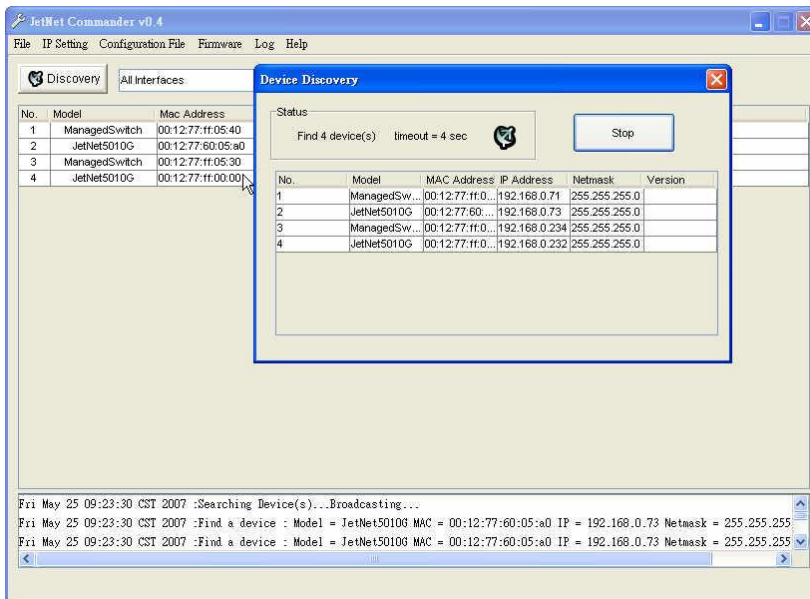 JetNet Commander v0.4
File IP Setting Configuration File Firmware Log Help
Discovery All Interfaces
No. Model Mac Address
1 ManagedSwitch 00:12:77:ff:05:40
2 JetNet5010G 00:12:77:60:05:a0
3 ManagedSwitch 00:12:77:ff:05:30
4 JetNet5010G 00:12:77:ff:00:00
Device Discovery
Status
Find 4 device(s) timeout = 4 sec
Stop
No. Model MAC Address IP Address Netmask Version
1 ManagedSw... 00:12:77:ff:0... 192.168.0.71 255.255.255.0
2 JetNet5010G 00:12:77:60:... 192.168.0.73 255.255.255.0
3 ManagedSw... 00:12:77:ff:0... 192.168.0.234 255.255.255.0
4 JetNet5010G 00:12:77:ff:0... 192.168.0.232 255.255.255.0
Fri May 25 09:23:30 CST 2007 :Searching Device(s)...Broadcasting...
Fri May 25 09:23:30 CST 2007 :Find a device : Model = JetNet5010G MAC = 00:12:77:60:05:a0 IP = 192.168.0.73 Netmask = 255.255.255
Fri May 25 09:23:30 CST 2007 :Find a device : Model = JetNet5010G MAC = 00:12:77:60:05:a0 IP = 192.168.0.73 Netmask = 255.255.255